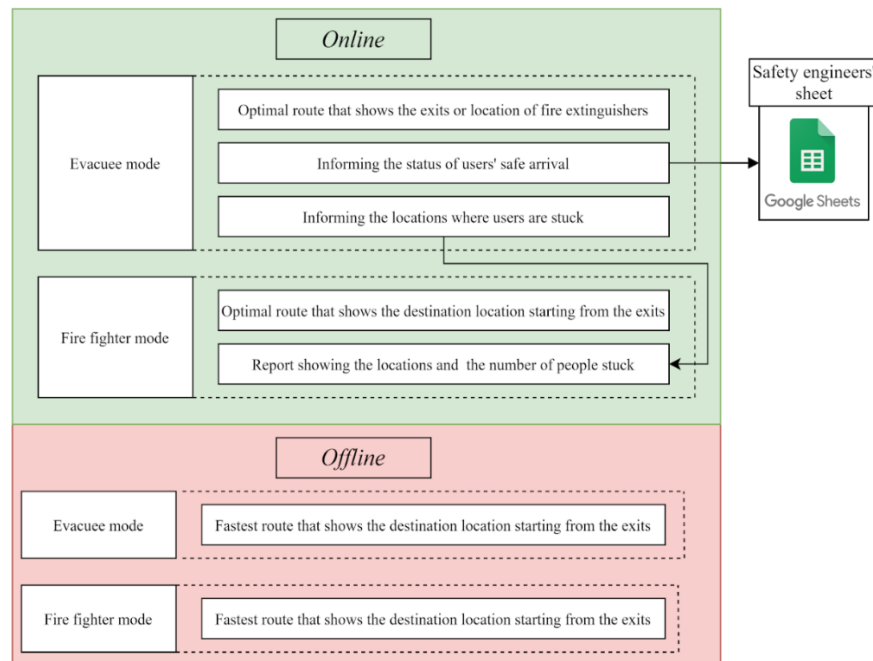 Online
Safety engineers'
sheet
Evacuee mode
Optimal route that shows the exits or location of fire extinguishers
Informing the status of users' safe arrival
Informing the locations where users are stuck
Google Sheets
Fire fighter mode
Optimal route that shows the destination location starting from the exits
Report showing the locations and the number of people stuck
Offline
Evacuee mode
Fastest route that shows the destination location starting from the exits
Fire fighter mode
Fastest route that shows the destination location starting from the exits